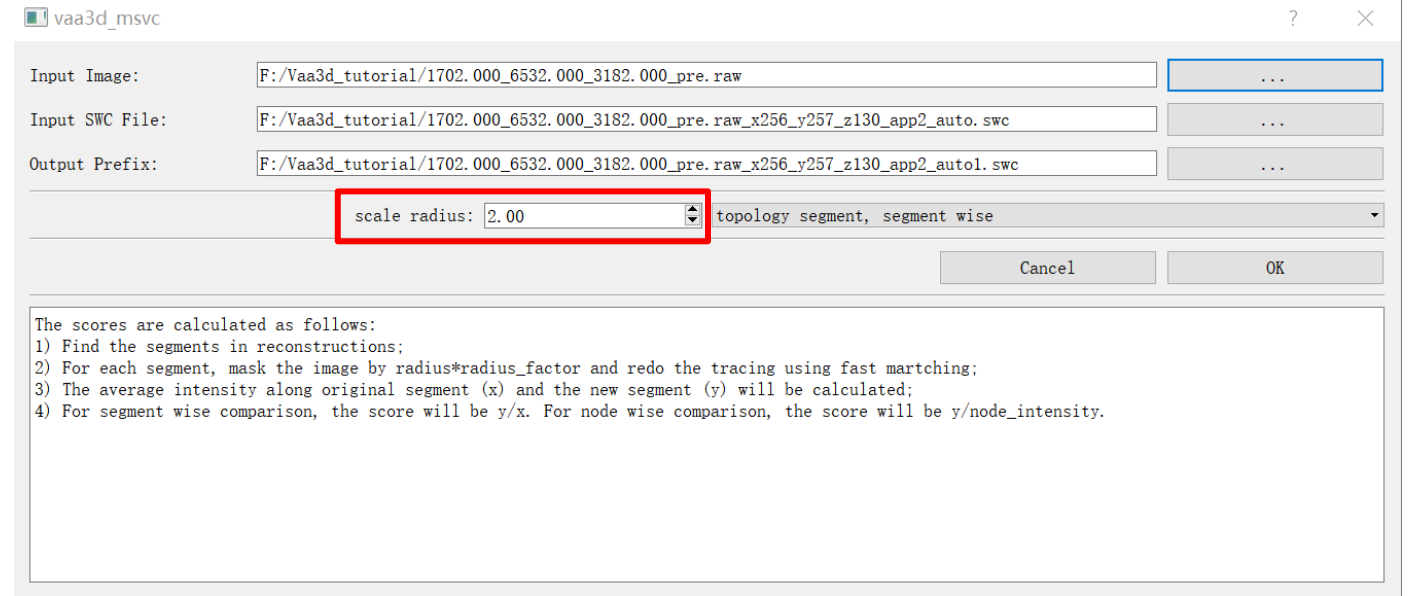 vaa3d_msvc ?
Input Image: F:/Vaa3d_tutorial/1702.000_6532.000_3182.000_pre.raw ...
Input SWC File: F:/Vaa3d_tutorial/1702.000_6532.000_3182.000_pre.raw_x256_y257_z130_app2_auto.swc ...
Output Prefix: F:/Vaa3d_tutorial/1702.000_6532.000_3182.000_pre.raw_x256_y257_z130_app2_auto1.swc ...
scale radius: 2.00 topology segment, segment wise
Cancel OK
The scores are calculated as follows:
1) Find the segments in reconstructions;
2) For each segment, mask the image by radius*radius_factor and redo the tracing using fast martching;
3) The average intensity along original segment (x) and the new segment (y) will be calculated;
4) For segment wise comparison, the score will be y/x. For node wise comparison, the score will be y/node_intensity.